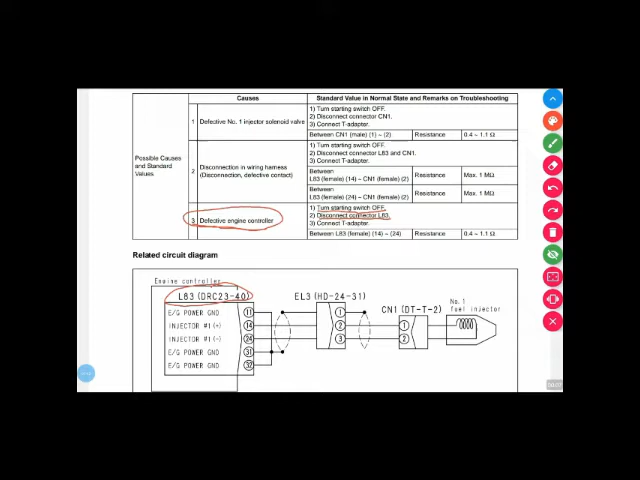 Causes
Standard Value in Normal State and Remarks on Troubleshooting
Possible Causes and Standard Values
1
Defective No. 1 injector solenoid valve
1) Turn starting switch OFF.
2) Disconnect connector CN1.
3) Connect T-adapter.
Between CN1 (male) (1) – (2)
Resistance
0.4 ~ 1.1 Ω
2
Disconnection in wiring harness
(Disconnection, defective contact)
1) Turn starting switch OFF.
2) Disconnect connector L83 and CN1.
3) Connect T-adapter.
Between
L83 (female) (14) – CN1 (female) (2)
Resistance
Max. 1 MΩ
Between
L83 (female) (24) – CN1 (female) (2)
Resistance
Max. 1 MΩ
3
Defective engine controller
1) Turn starting switch OFF.
2) Disconnect connector L83.
3) Connect T-adapter.
Between L83 (female) (14) – (24)
Resistance
0.4 ~ 1.1 Ω
Related circuit diagram
Engine controller
L83(DRC23-40)
EL3(HD-24-31)
CN1(DT-T-2)
No.1
fuel injector
E/G POWER GND
11
INJECTOR #1(+)
14
INJECTOR #1(-)
24
E/G POWER GND
31
E/G POWER GND
32
1
2
3
1
2